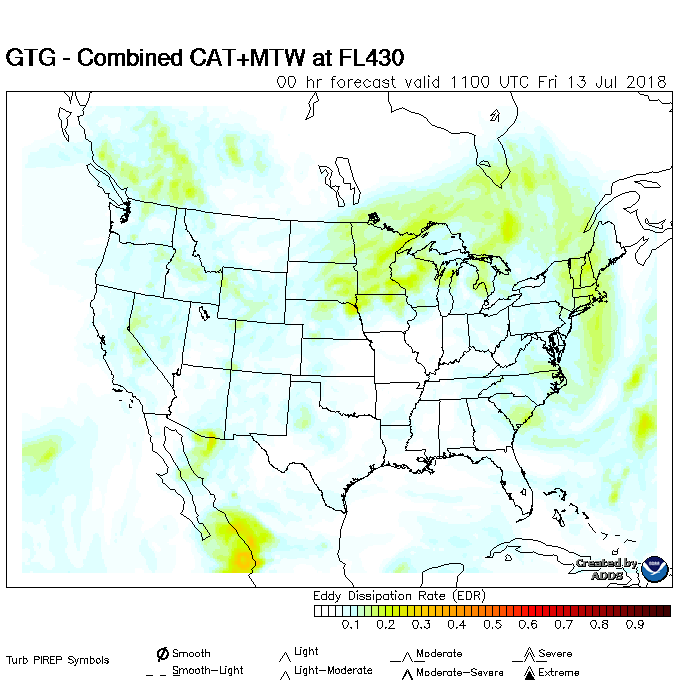 GTG - Combined CAT+MTW at FL430
00 hr forecast valid 1100 UTC Fri 13 Jul 2018
Created by
ADDS
Eddy Dissipation Rate (EDR)
0.1 0.2 0.3 0.4 0.5 0.6 0.7 0.8 0.9
Turb PIREP Symbols
Smooth Light Moderate Severe
Smooth-Light Light-Moderate Moderate-Severe Extreme